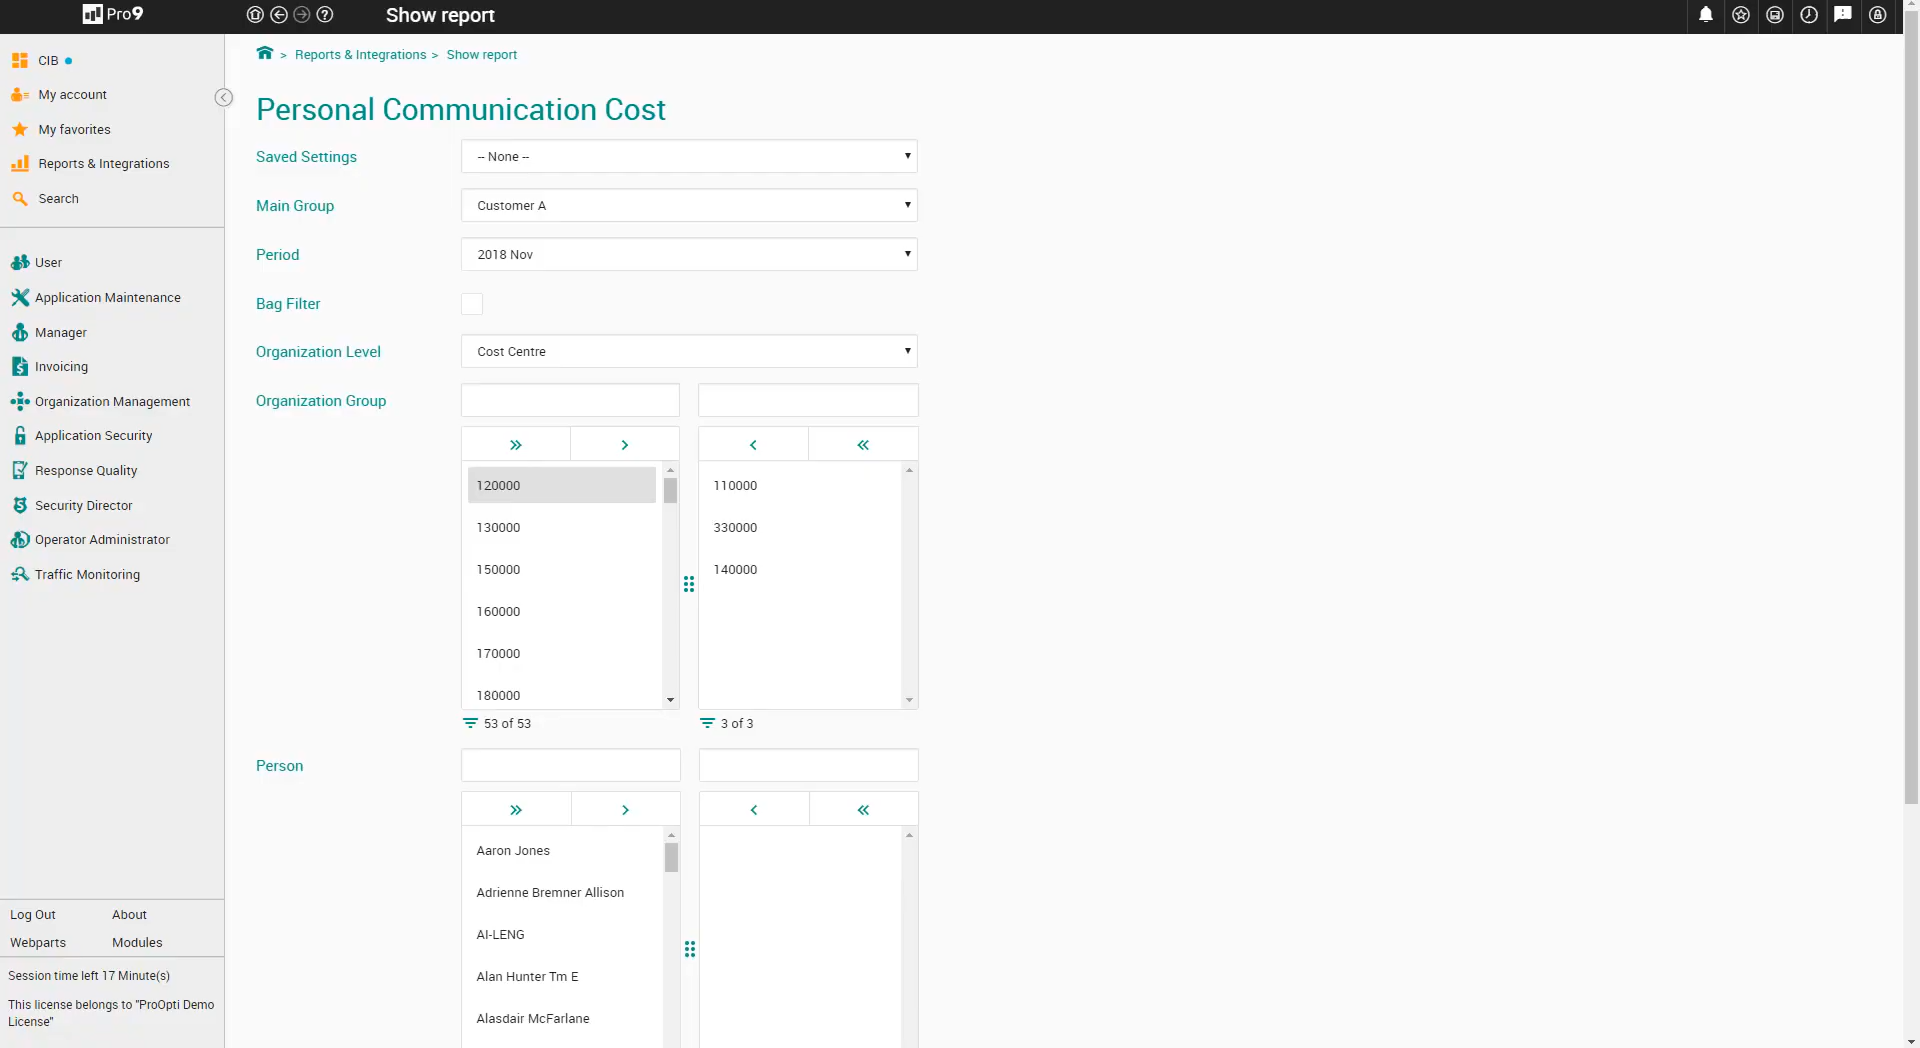 Pro9
Show report
CIB
My account
My favorites
Reports & Integrations
Search
User
Application Maintenance
Manager
Invoicing
Organization Management
Application Security
Response Quality
Security Director
Operator Administrator
Traffic Monitoring
Log Out About
Webparts Modules
Session time left 17 Minute(s)
This license belongs to "ProOpti Demo
License"
> Reports & Integrations > Show report
Personal Communication Cost
Saved Settings -- None --
Main Group Customer A
Period 2018 Nov
Bag Filter
Organization Level Cost Centre
Organization Group
120000 110000
130000 330000
150000 140000
160000
170000
180000
53 of 53 3 of 3
Person
Aaron Jones
Adrienne Bremner Allison
AI-LENG
Alan Hunter Tm E
Alasdair McFarlane